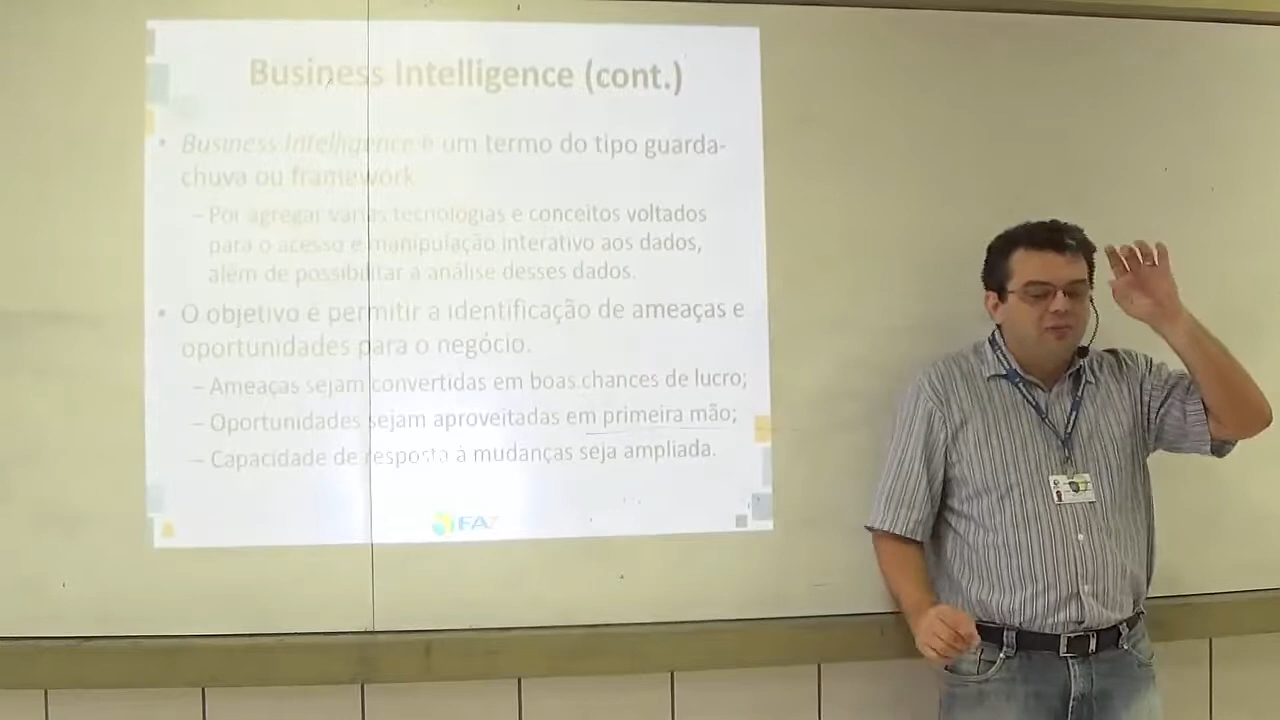 Business Intelligence (cont.)
• Business Intelligence é um termo do tipo guarda-
chuva ou framework
– Por agregar várias tecnologias e conceitos voltados
para o acesso e manipulação interativo aos dados,
além de possibilitar a análise desses dados.
• O objetivo é permitir a identificação de ameaças e
oportunidades para o negócio.
– Ameaças sejam convertidas em boas chances de lucro;
– Oportunidades sejam aproveitadas em primeira mão;
– Capacidade de resposta à mudanças seja ampliada.
FA7